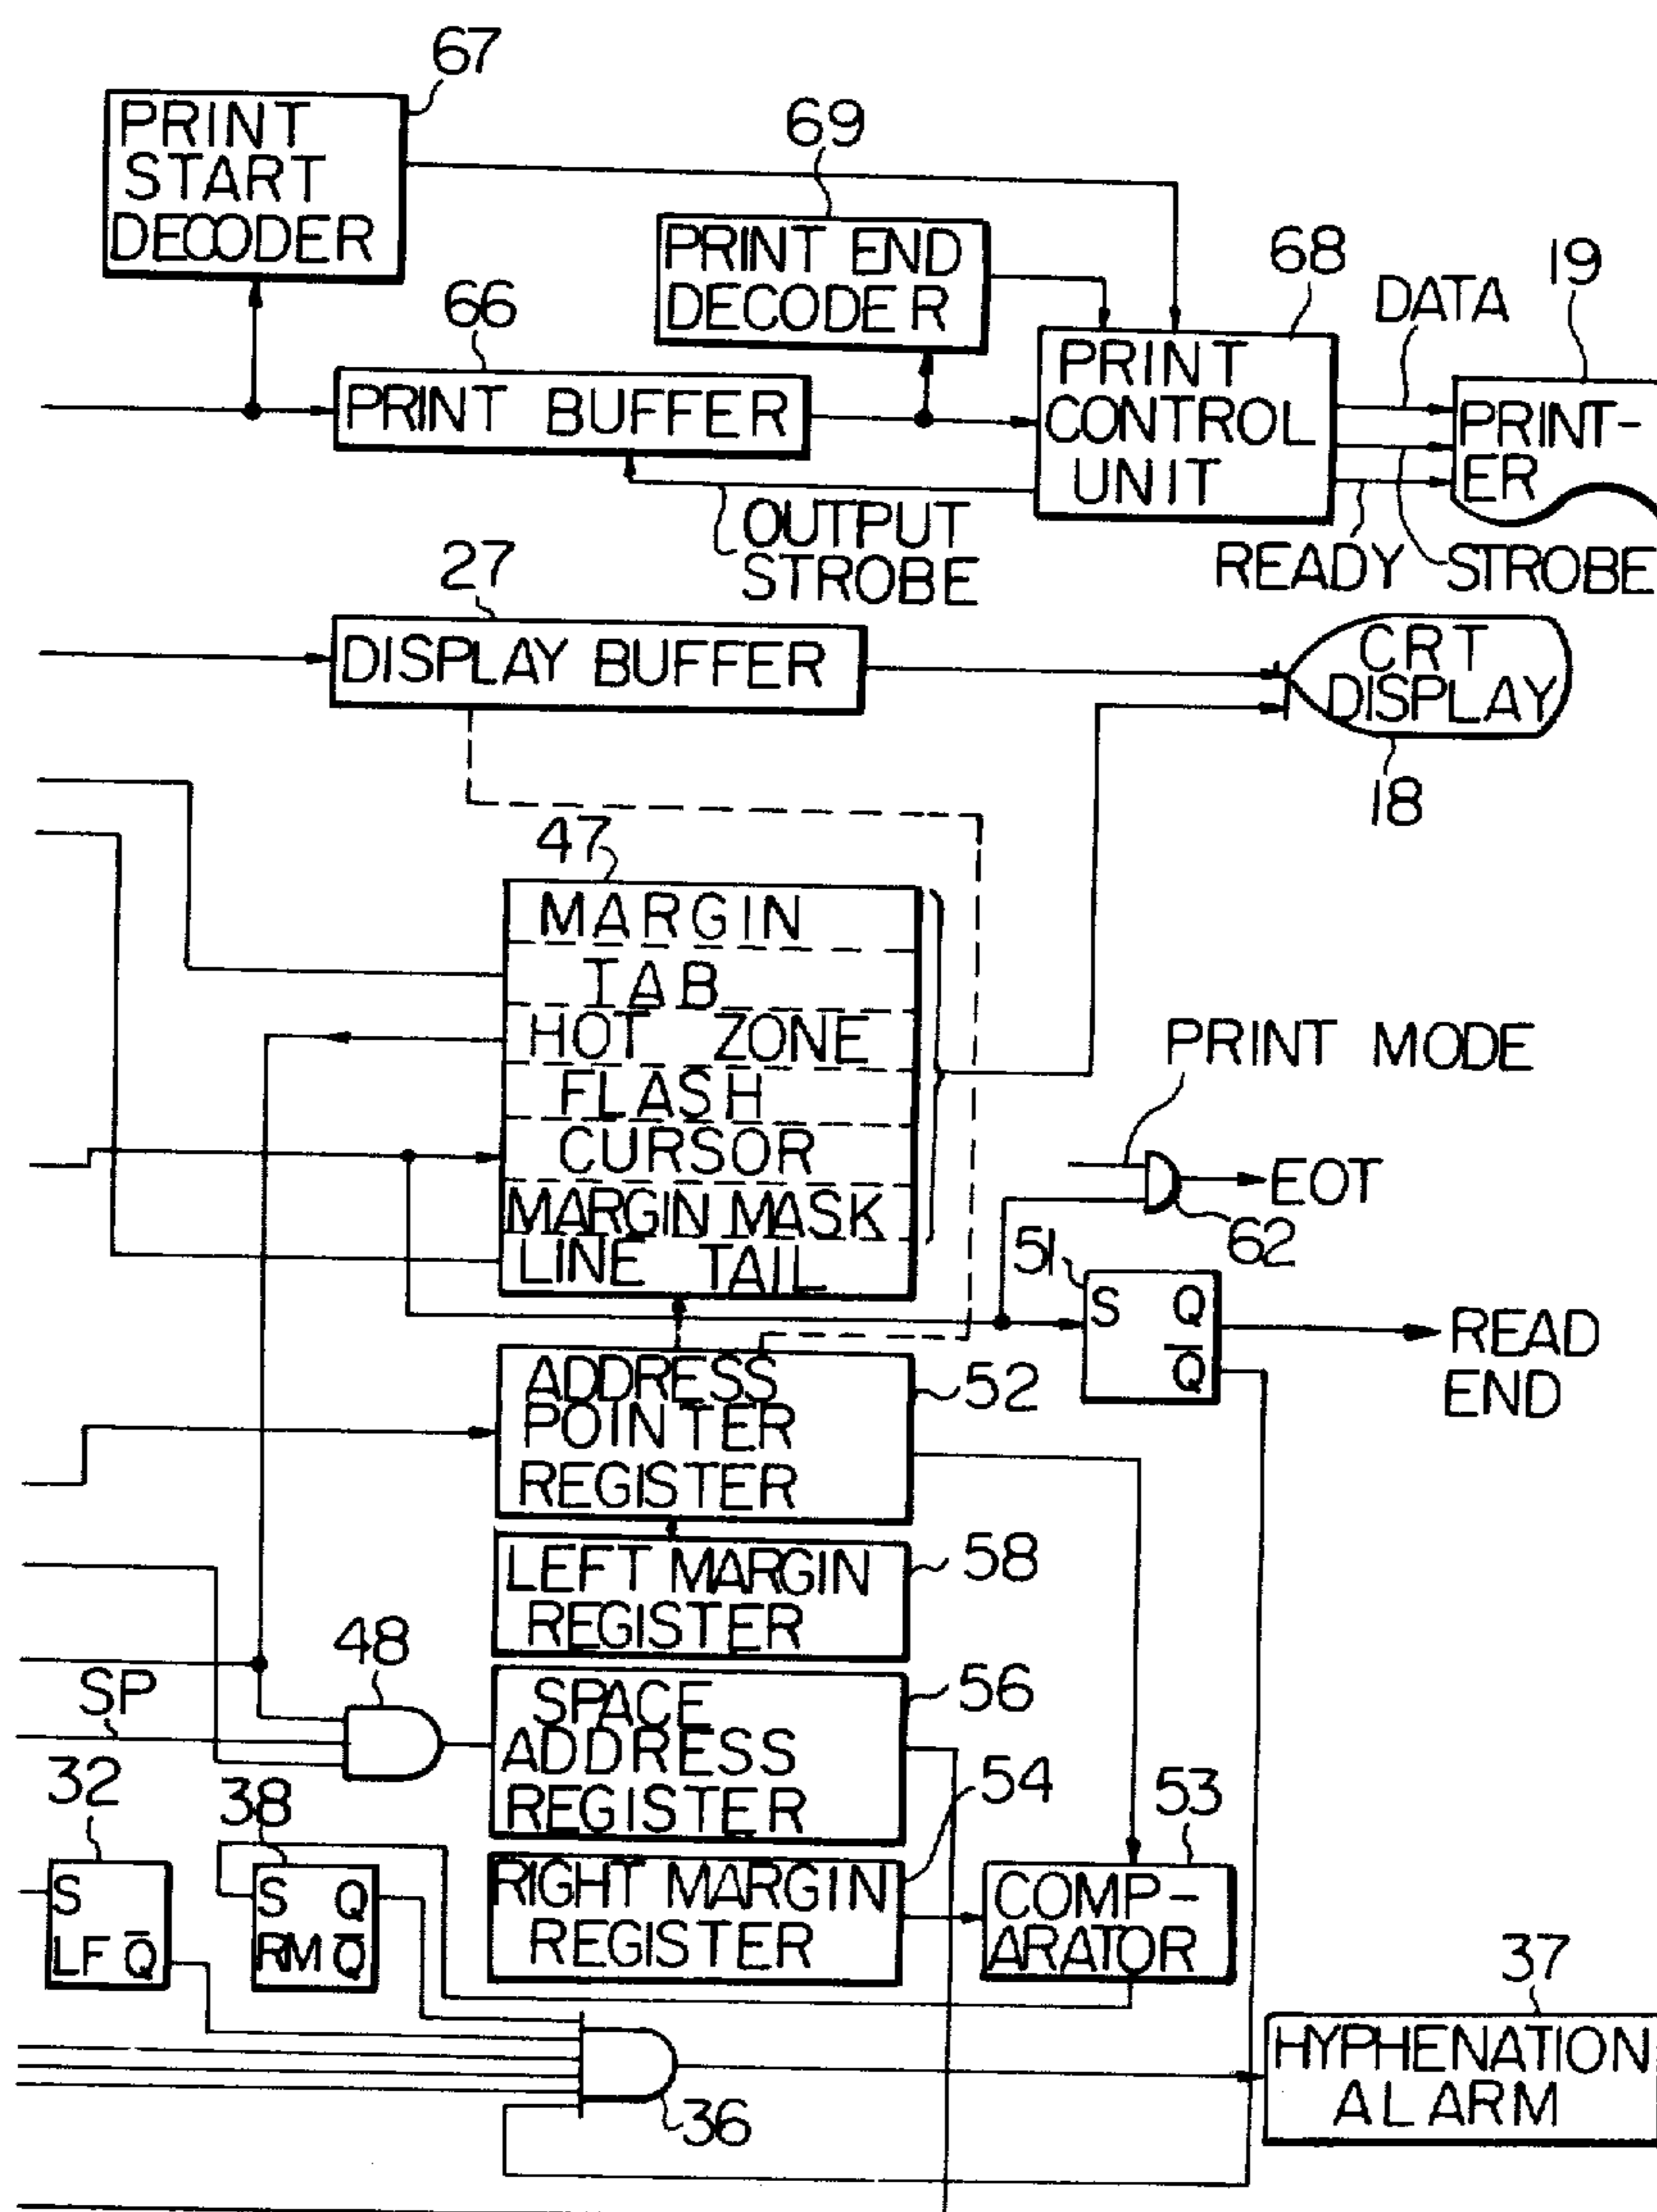 67
PRINT
START
DECODER
69
PRINT END
DECODER
68
19
DATA
66
PRINT BUFFER
PRINT
CONTROL
UNIT
PRINT-
ER
OUTPUT
STROBE
READY
STROBE
27
DISPLAY BUFFER
CRT
DISPLAY
18
47
MARGIN
TAB
HOT ZONE
FLASH
CURSOR
MARGIN MASK
LINE TAIL
PRINT MODE
EOT
62
51
S Q
Q̅
READ
END
ADDRESS
POINTER
REGISTER
52
LEFT MARGIN
REGISTER
58
48
SP
SPACE
ADDRESS
REGISTER
56
32
S
LF Q̅
38
S Q
RM Q̅
54
RIGHT MARGIN
REGISTER
53
COMP-
ARATOR
36
37
HYPHENATION
ALARM